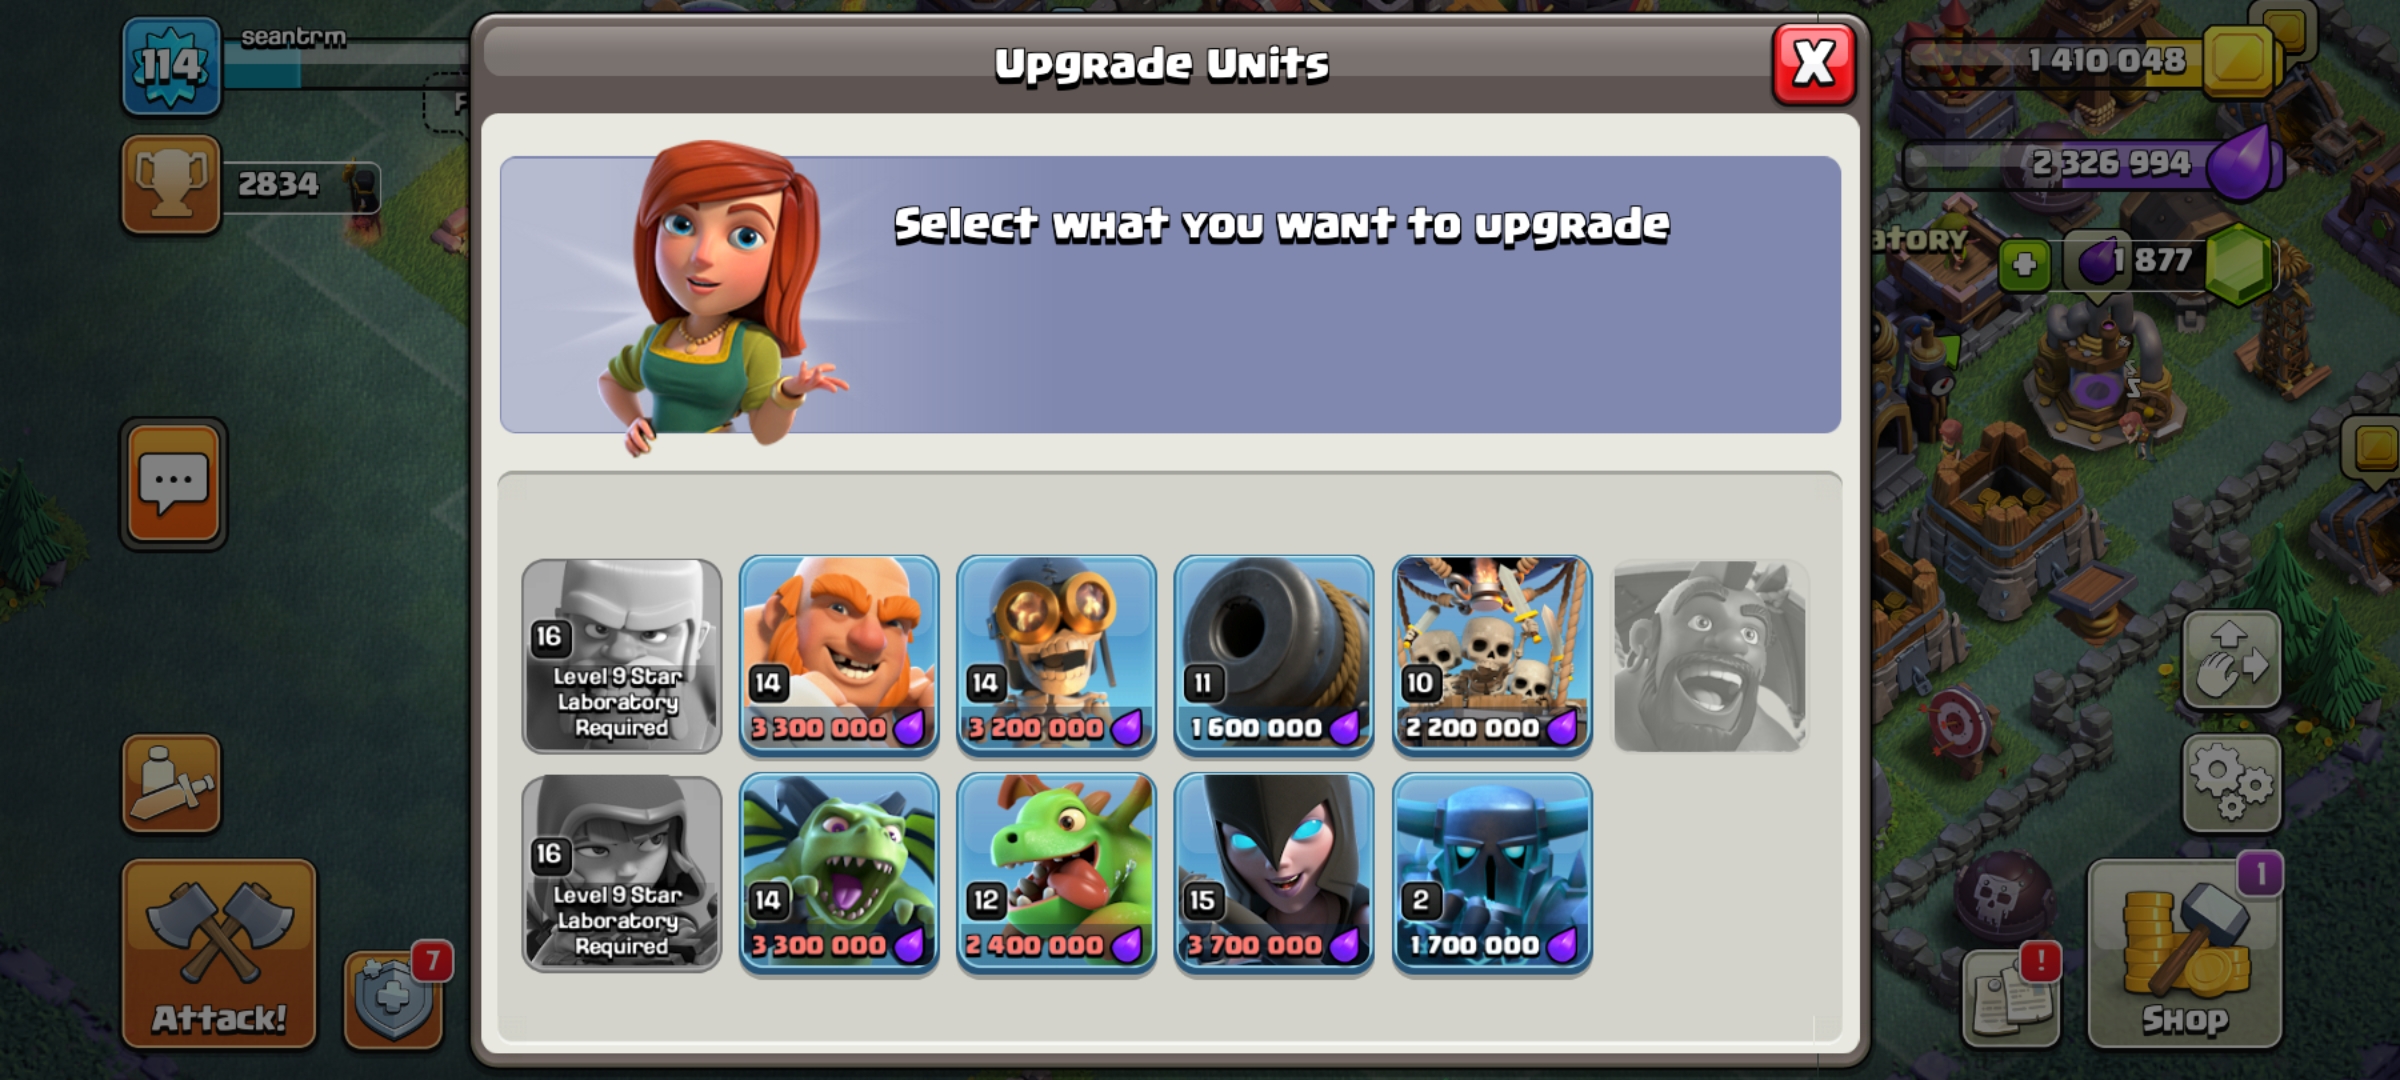 114
seantrm
2834
Upgrade Units
X
1 410 048
2 326 994
1 877
Select what you want to upgrade
16
Level 9 Star
Laboratory
Required
14
3 300 000
14
3 200 000
11
1 600 000
10
2 200 000
16
Level 9 Star
Laboratory
Required
14
3 300 000
12
2 400 000
15
3 700 000
2
1 700 000
Attack!
7
!
1
Shop